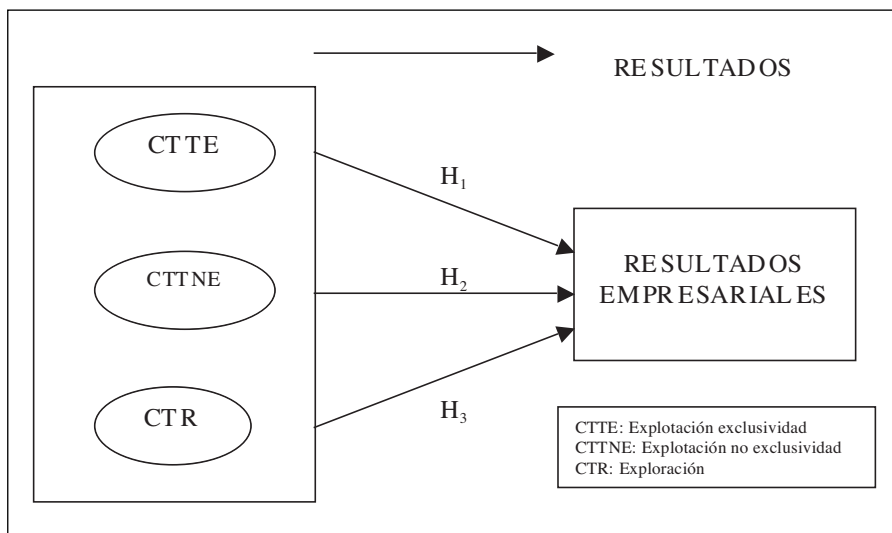 RESULTADOS
CTTE
H1
CTTNE
H2
RESULTADOS
EMPRESARIALES
CTR
H3
CTTE: Explotación exclusividad
CTTNE: Explotación no exclusividad
CTR: Exploración